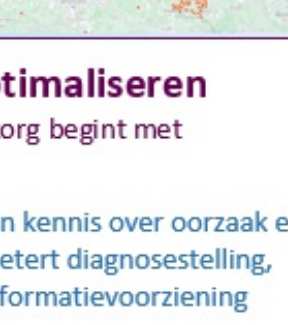 timaliseren
org begint met
n kennis over oorzaak e
etert diagnosestelling,
formatievoorziening